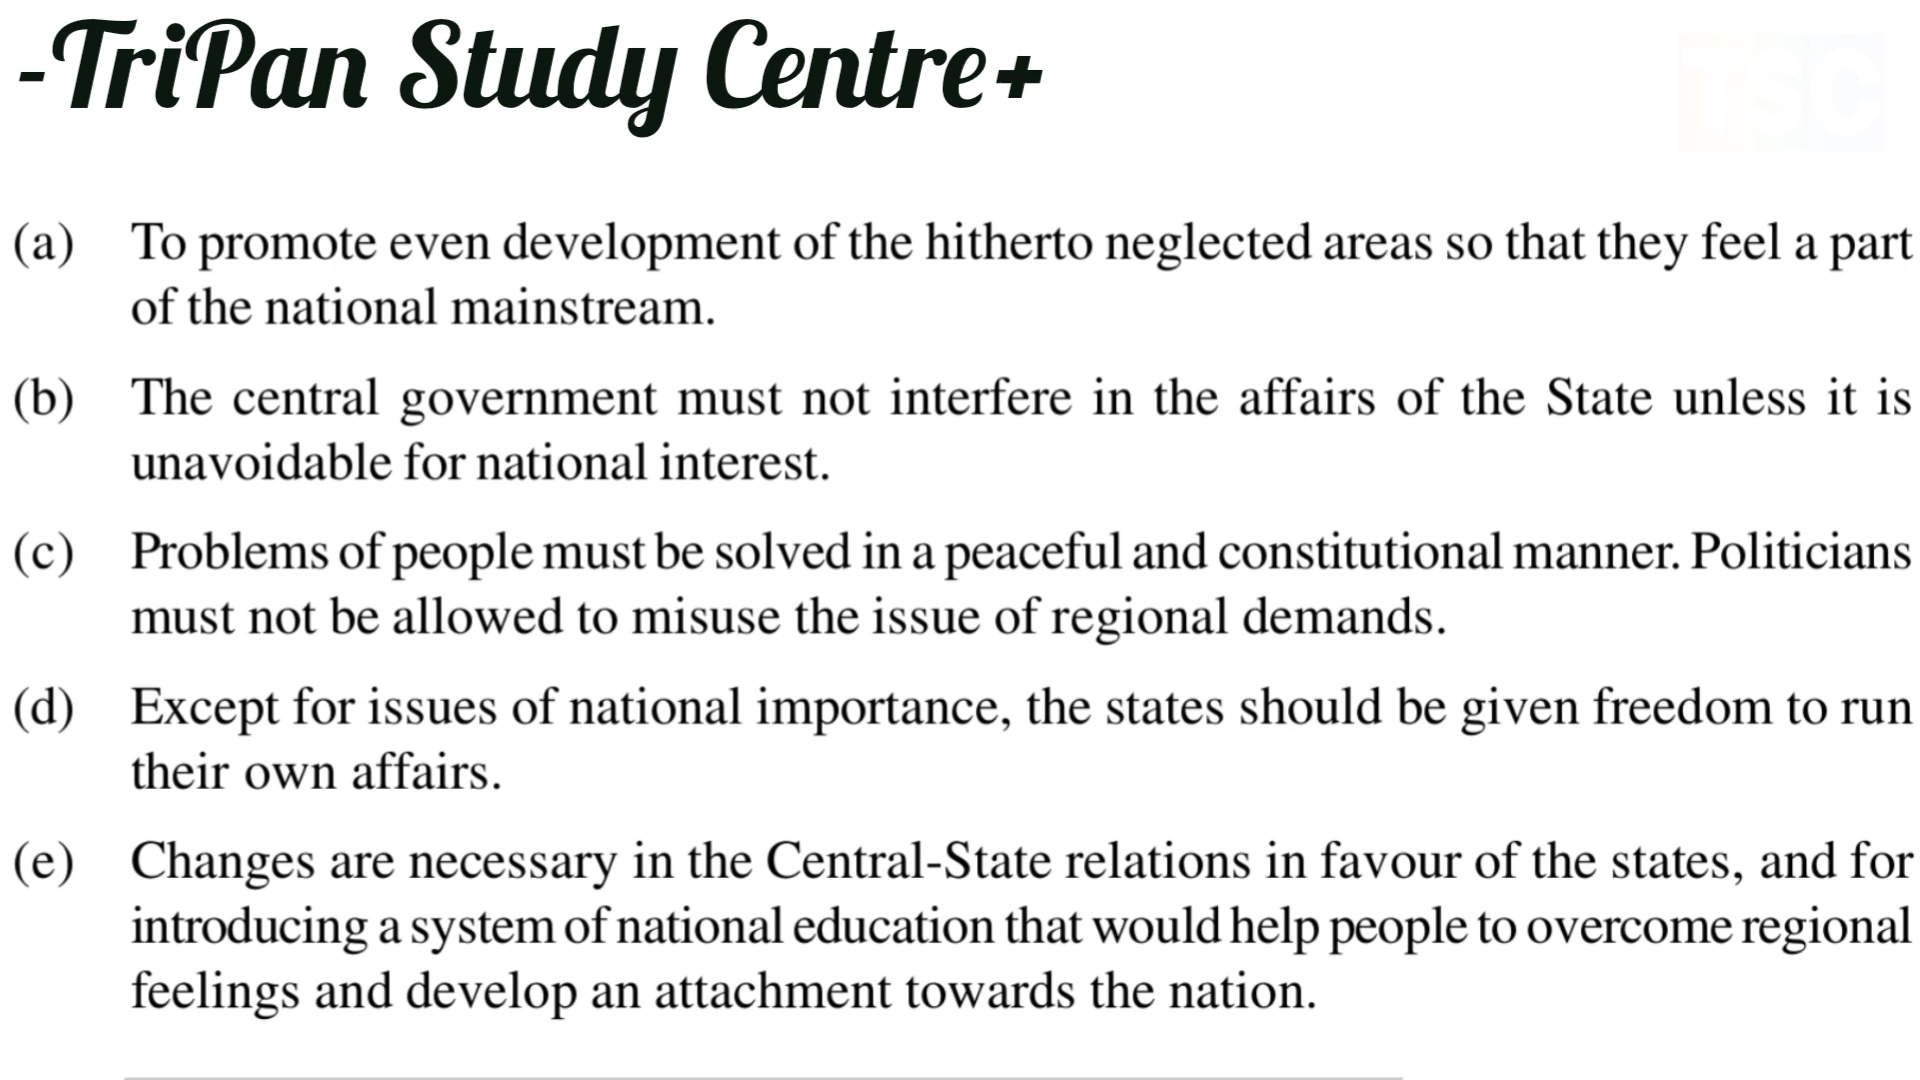 -TriPan Study Centre+
TSC
(a) To promote even development of the hitherto neglected areas so that they feel a part
of the national mainstream.
(b) The central government must not interfere in the affairs of the State unless it is
unavoidable for national interest.
(c) Problems of people must be solved in a peaceful and constitutional manner. Politicians
must not be allowed to misuse the issue of regional demands.
(d) Except for issues of national importance, the states should be given freedom to run
their own affairs.
(e) Changes are necessary in the Central-State relations in favour of the states, and for
introducing a system of national education that would help people to overcome regional
feelings and develop an attachment towards the nation.